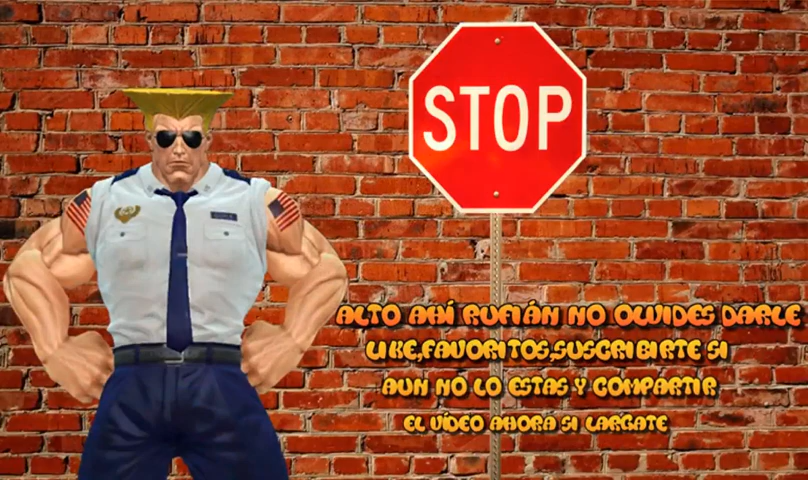 STOP
ALTO AHÍ RUFIÁN NO OLVIDES DARLE
LIKE,FAVORITOS,SUSCRIBIRTE SI
AUN NO LO ESTAS Y COMPARTIR
EL VÍDEO AHORA SI LARGATE